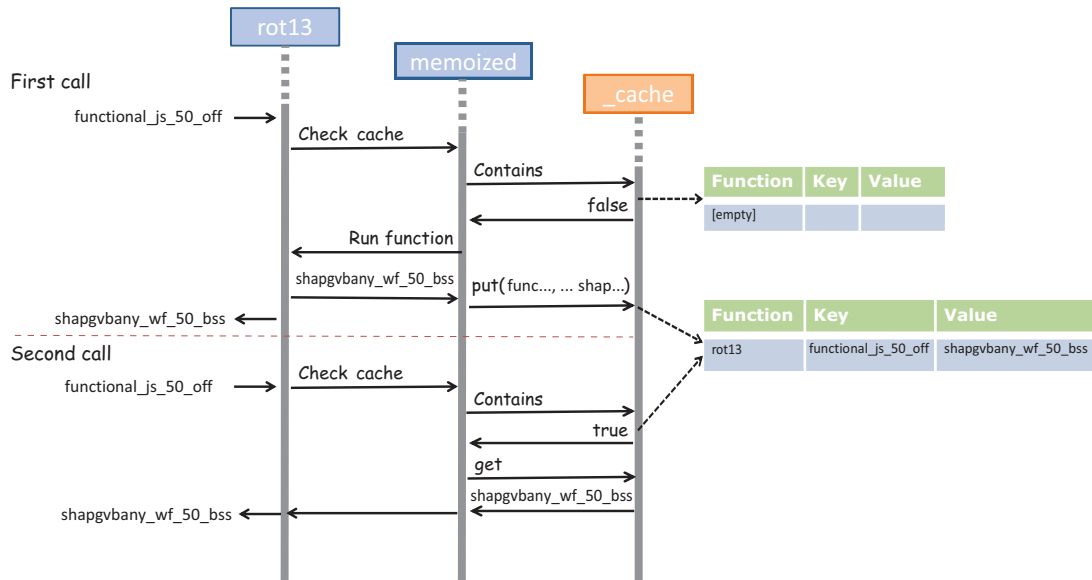 rot13
memoized
_cache
First call
functional_js_50_off
Check cache
Contains
Function Key Value
[empty]
false
Run function
shapgvbany_wf_50_bss
put(func..., ... shap...)
shapgvbany_wf_50_bss
Function Key Value
rot13 functional_js_50_off shapgvbany_wf_50_bss
Second call
functional_js_50_off
Check cache
Contains
true
get
shapgvbany_wf_50_bss
shapgvbany_wf_50_bss